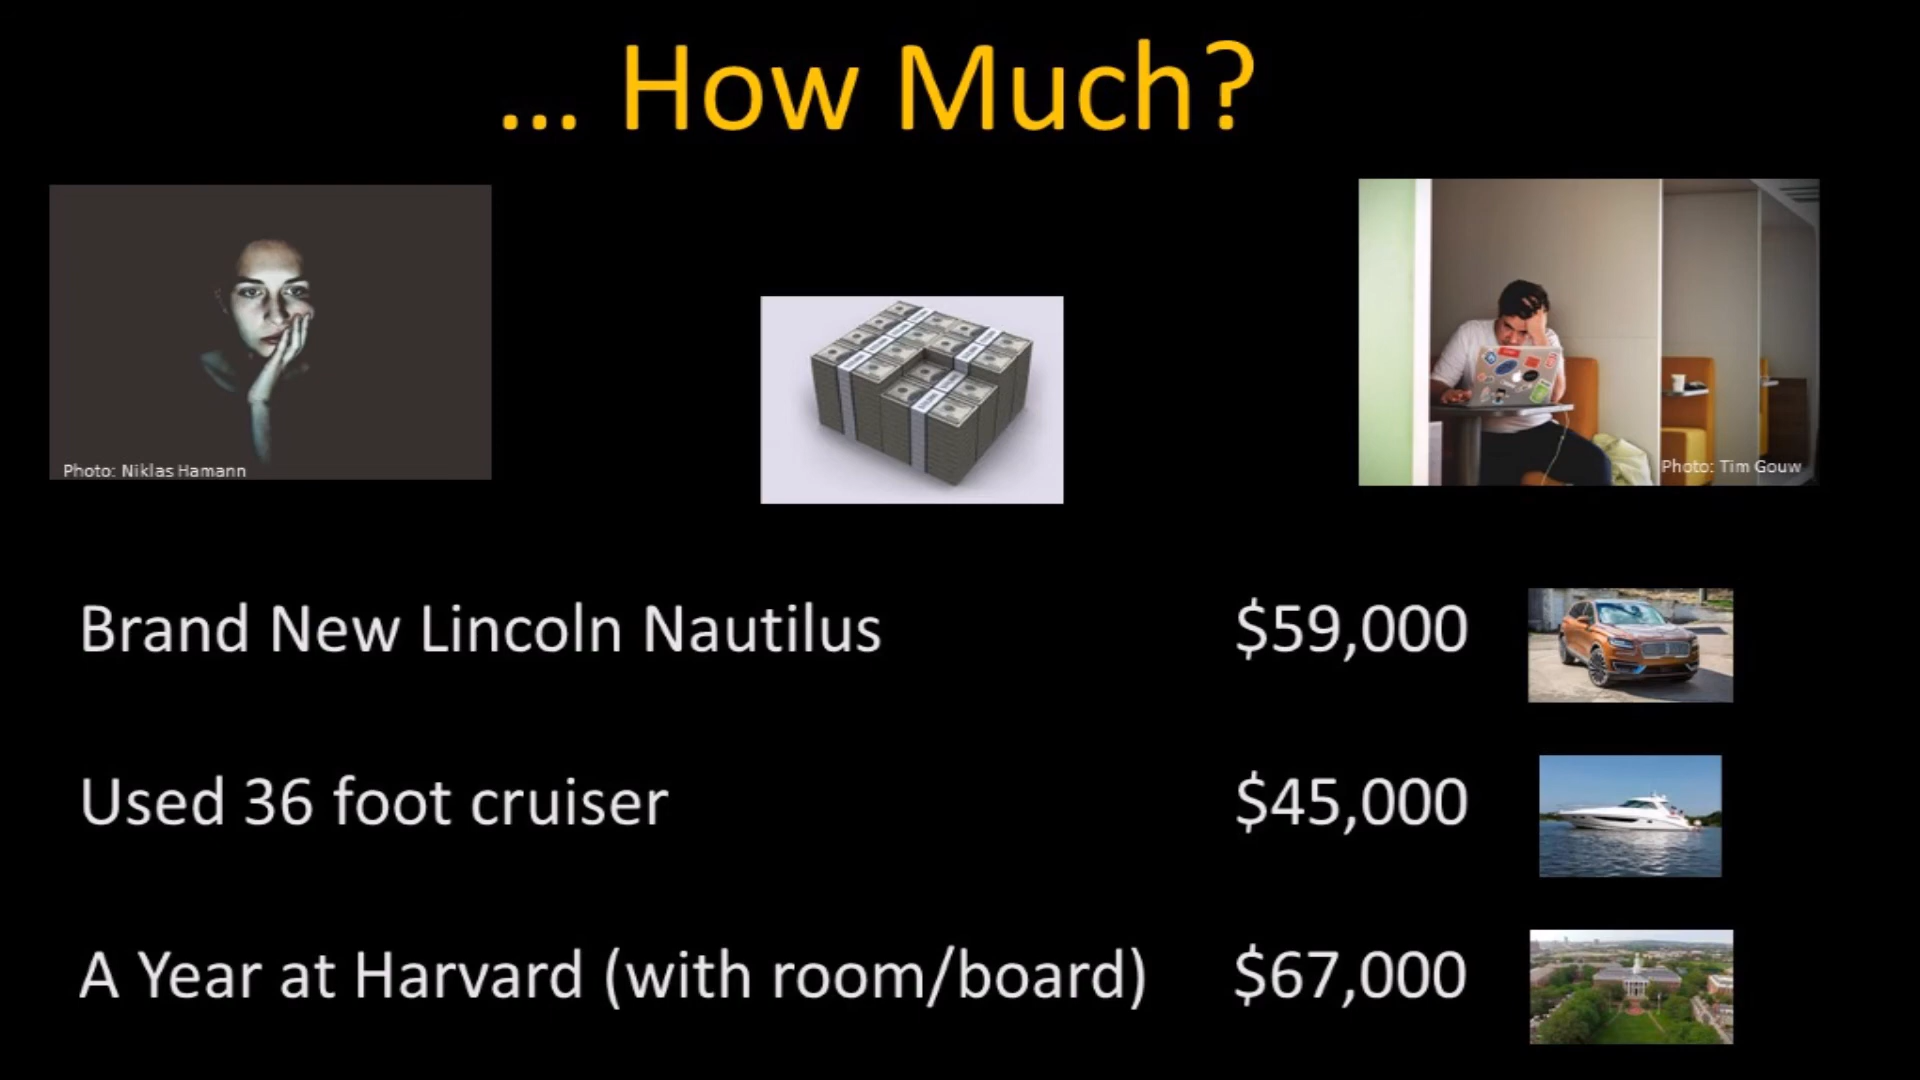 ... How Much?
Photo: Niklas Hamann
Photo: Tim Gouw
Brand New Lincoln Nautilus $59,000
Used 36 foot cruiser $45,000
A Year at Harvard (with room/board) $67,000